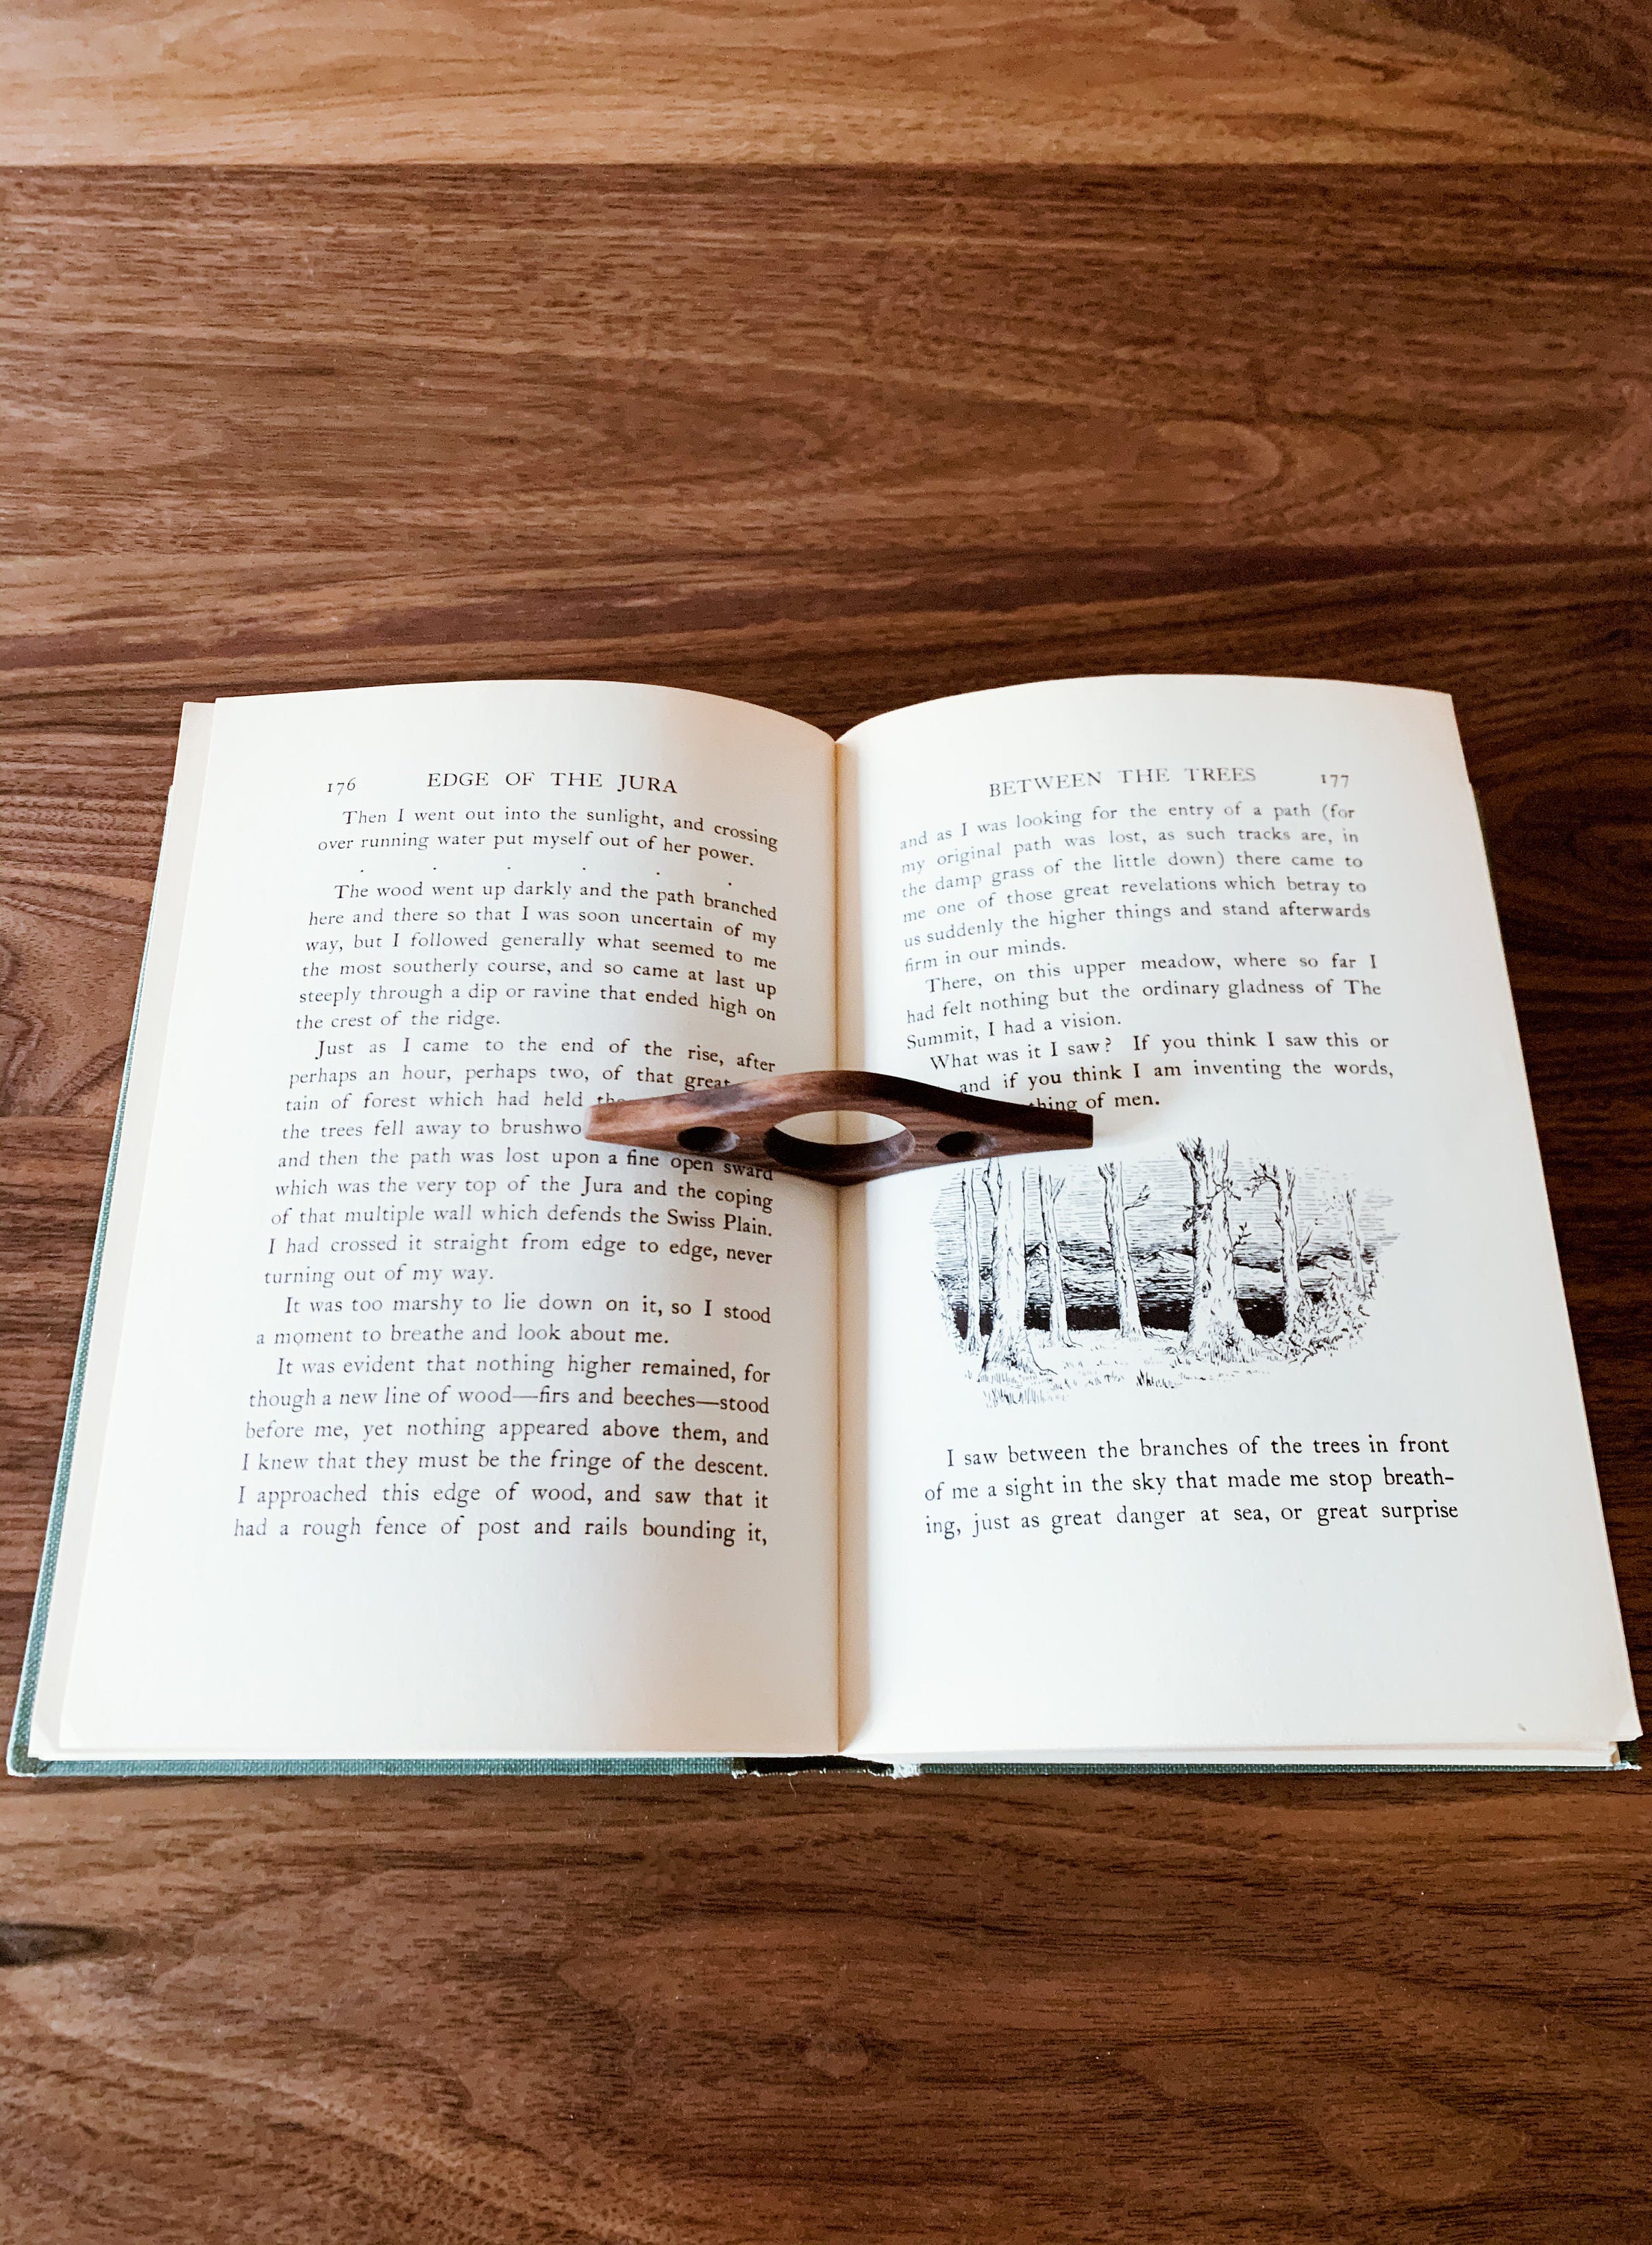 176 EDGE OF THE JURA
Then I went out into the sunlight, and crossing
over running water put myself out of her power.
. . . . . .
The wood went up darkly and the path branched
here and there so that I was soon uncertain of my
way, but I followed generally what seemed to me
the most southerly course, and so came at last up
steeply through a dip or ravine that ended high on
the crest of the ridge.
Just as I came to the end of the rise, after
perhaps an hour, perhaps two, of that great
tain of forest which had held
the trees fell away to
and then the path was lost upon a fine open sward
which was the very top of the Jura and the coping
of that multiple wall which defends the Swiss Plain.
I had crossed it straight from edge to edge, never
turning out of my way.
It was too marshy to lie down on it, so I stood
a moment to breathe and look about me.
It was evident that nothing higher remained, for
though a new line of wood—firs and beeches—stood
before me, yet nothing appeared above them, and
I knew that they must be the fringe of the descent.
I approached this edge of wood, and saw that it
had a rough fence of post and rails bounding it,
BETWEEN THE TREES 177
and as I was looking for the entry of a path (for
my original path was lost, as such tracks are, in
the damp grass of the little down) there came to
me one of those great revelations which betray to
us suddenly the higher things and stand afterwards
firm in our minds.
There, on this upper meadow, where so far I
had felt nothing but the ordinary gladness of The
Summit, I had a vision.
What was it I saw? If you think I saw this or
and if you think I am inventing the words,
of men.
I saw between the branches of the trees in front
of me a sight in the sky that made me stop breath-
ing, just as great danger at sea, or great surprise